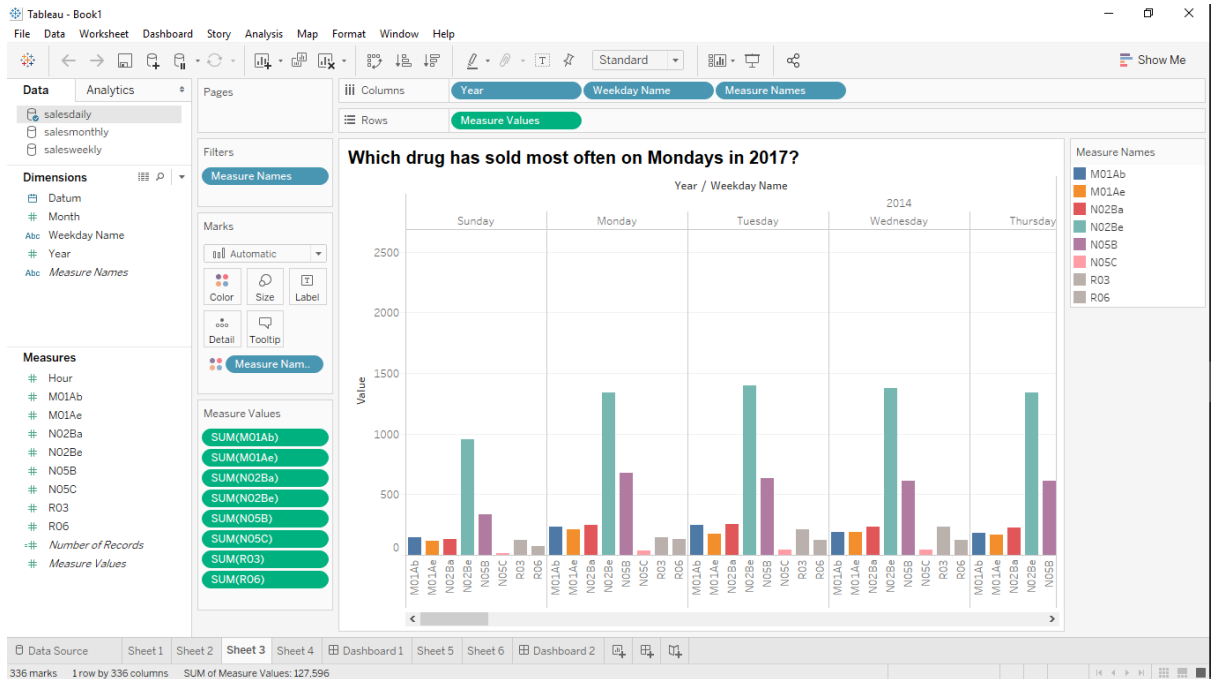 Tableau - Book1
File Data Worksheet Dashboard Story Analysis Map Format Window Help
Standard
Show Me
Data Analytics
salesdaily
salesmonthly
salesweekly
Dimensions
Datum
# Month
Abc Weekday Name
# Year
Abc Measure Names
Measures
# Hour
# M01Ab
# M01Ae
# N02Ba
# N02Be
# N05B
# N05C
# R03
# R06
=# Number of Records
# Measure Values
Pages
Filters
Measure Names
Marks
Automatic
Color Size Label
Detail Tooltip
Measure Nam..
Measure Values
SUM(M01Ab)
SUM(M01Ae)
SUM(N02Ba)
SUM(N02Be)
SUM(N05B)
SUM(N05C)
SUM(R03)
SUM(R06)
Columns Year Weekday Name Measure Names
Rows Measure Values
Which drug has sold most often on Mondays in 2017?
Year / Weekday Name
2014
Sunday Monday Tuesday Wednesday Thursday
Value
2500
2000
1500
1000
500
0
M01Ab M01Ae N02Ba N02Be N05B N05C R03 R06 M01Ab M01Ae N02Ba N02Be N05B N05C R03 R06 M01Ab M01Ae N02Ba N02Be N05B N05C R03 R06 M01Ab M01Ae N02Ba N02Be N05B N05C R03 R06 M01Ab M01Ae N02Ba N02Be N05B
Measure Names
M01Ab
M01Ae
N02Ba
N02Be
N05B
N05C
R03
R06
Data Source Sheet 1 Sheet 2 Sheet 3 Sheet 4 Dashboard 1 Sheet 5 Sheet 6 Dashboard 2
336 marks 1 row by 336 columns SUM of Measure Values: 127,596